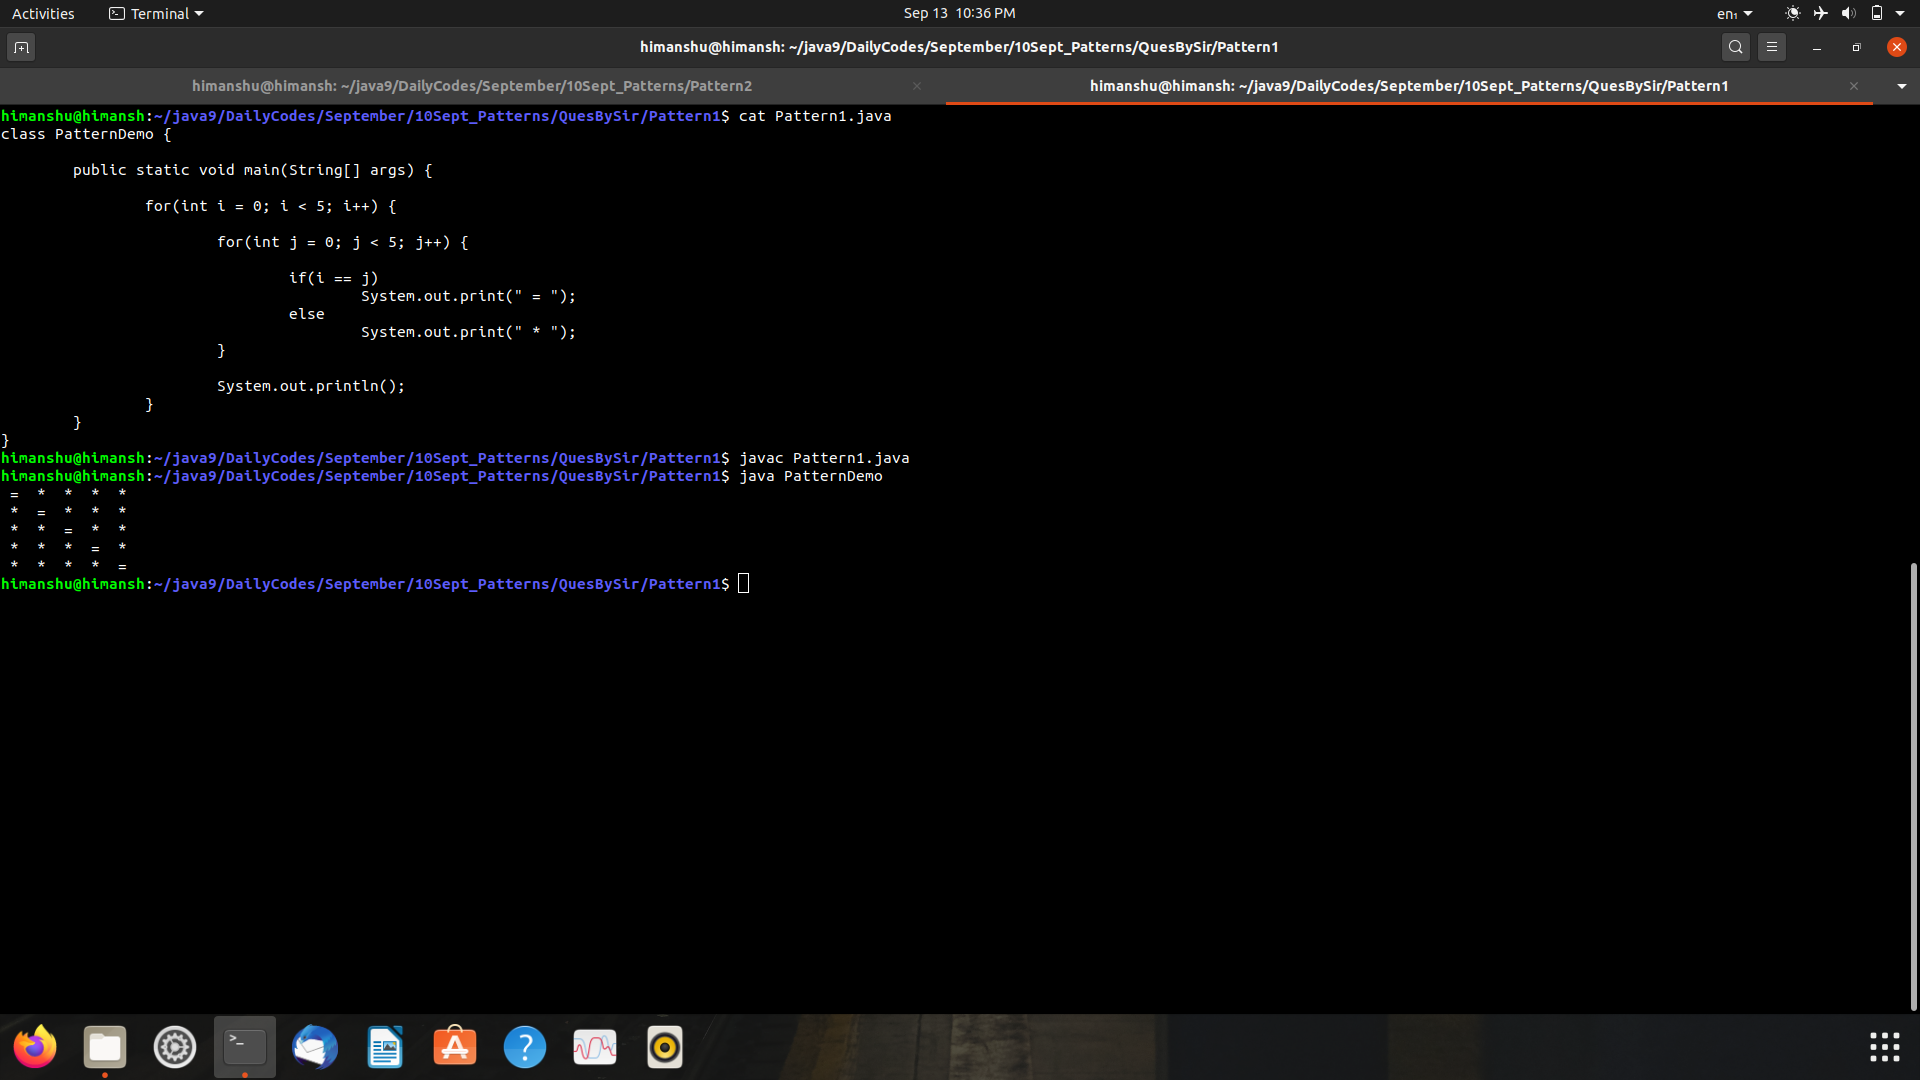 Activities Terminal Sep 13 10:36 PM en₁
himanshu@himansh: ~/java9/DailyCodes/September/10Sept_Patterns/QuesBySir/Pattern1
himanshu@himansh: ~/java9/DailyCodes/September/10Sept_Patterns/Pattern2 himanshu@himansh: ~/java9/DailyCodes/September/10Sept_Patterns/QuesBySir/Pattern1
himanshu@himansh:~/java9/DailyCodes/September/10Sept_Patterns/QuesBySir/Pattern1$ cat Pattern1.java
class PatternDemo {
        public static void main(String[] args) {
                for(int i = 0; i < 5; i++) {
                        for(int j = 0; j < 5; j++) {
                                if(i == j)
                                        System.out.print(" = ");
                                else
                                        System.out.print(" * ");
                        }
                        System.out.println();
                }
        }
}
himanshu@himansh:~/java9/DailyCodes/September/10Sept_Patterns/QuesBySir/Pattern1$ javac Pattern1.java
himanshu@himansh:~/java9/DailyCodes/September/10Sept_Patterns/QuesBySir/Pattern1$ java PatternDemo
 =  *  *  *  *
 *  =  *  *  *
 *  *  =  *  *
 *  *  *  =  *
 *  *  *  *  =
himanshu@himansh:~/java9/DailyCodes/September/10Sept_Patterns/QuesBySir/Pattern1$